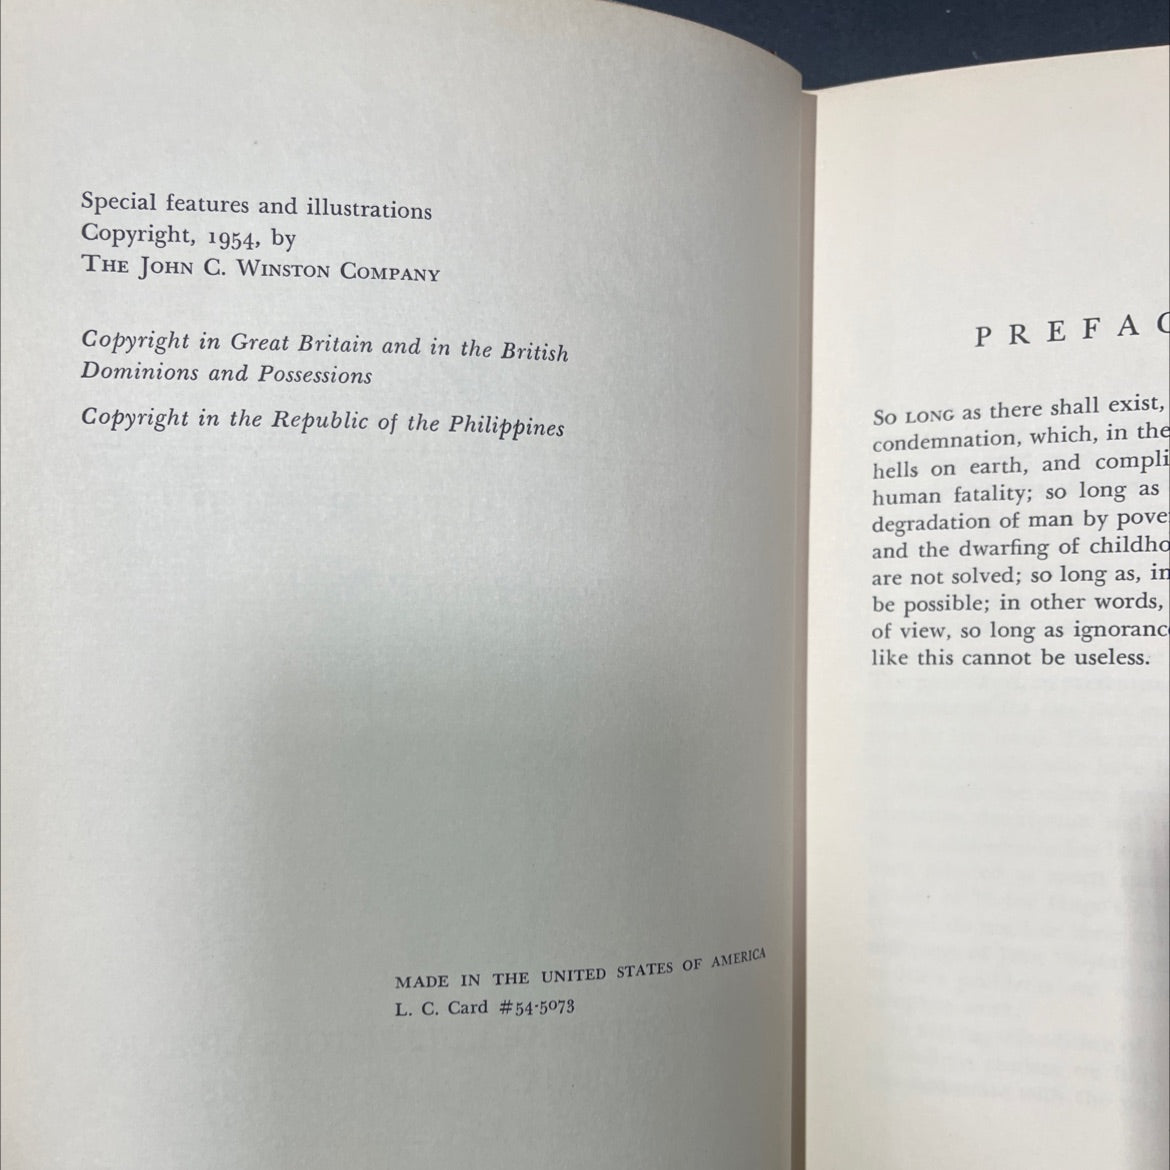 Special features and illustrations
Copyright, 1954, by
THE JOHN C. WINSTON COMPANY
Copyright in Great Britain and in the British
Dominions and Possessions
Copyright in the Republic of the Philippines
MADE IN THE UNITED STATES OF AMERICA
L. C. Card #54-5073
PREFAC
SO LONG as there shall exist,
condemnation, which, in the
hells on earth, and compli
human fatality; so long as
degradation of man by pove
and the dwarfing of childho
are not solved; so long as, in
be possible; in other words,
of view, so long as ignoranc
like this cannot be useless.